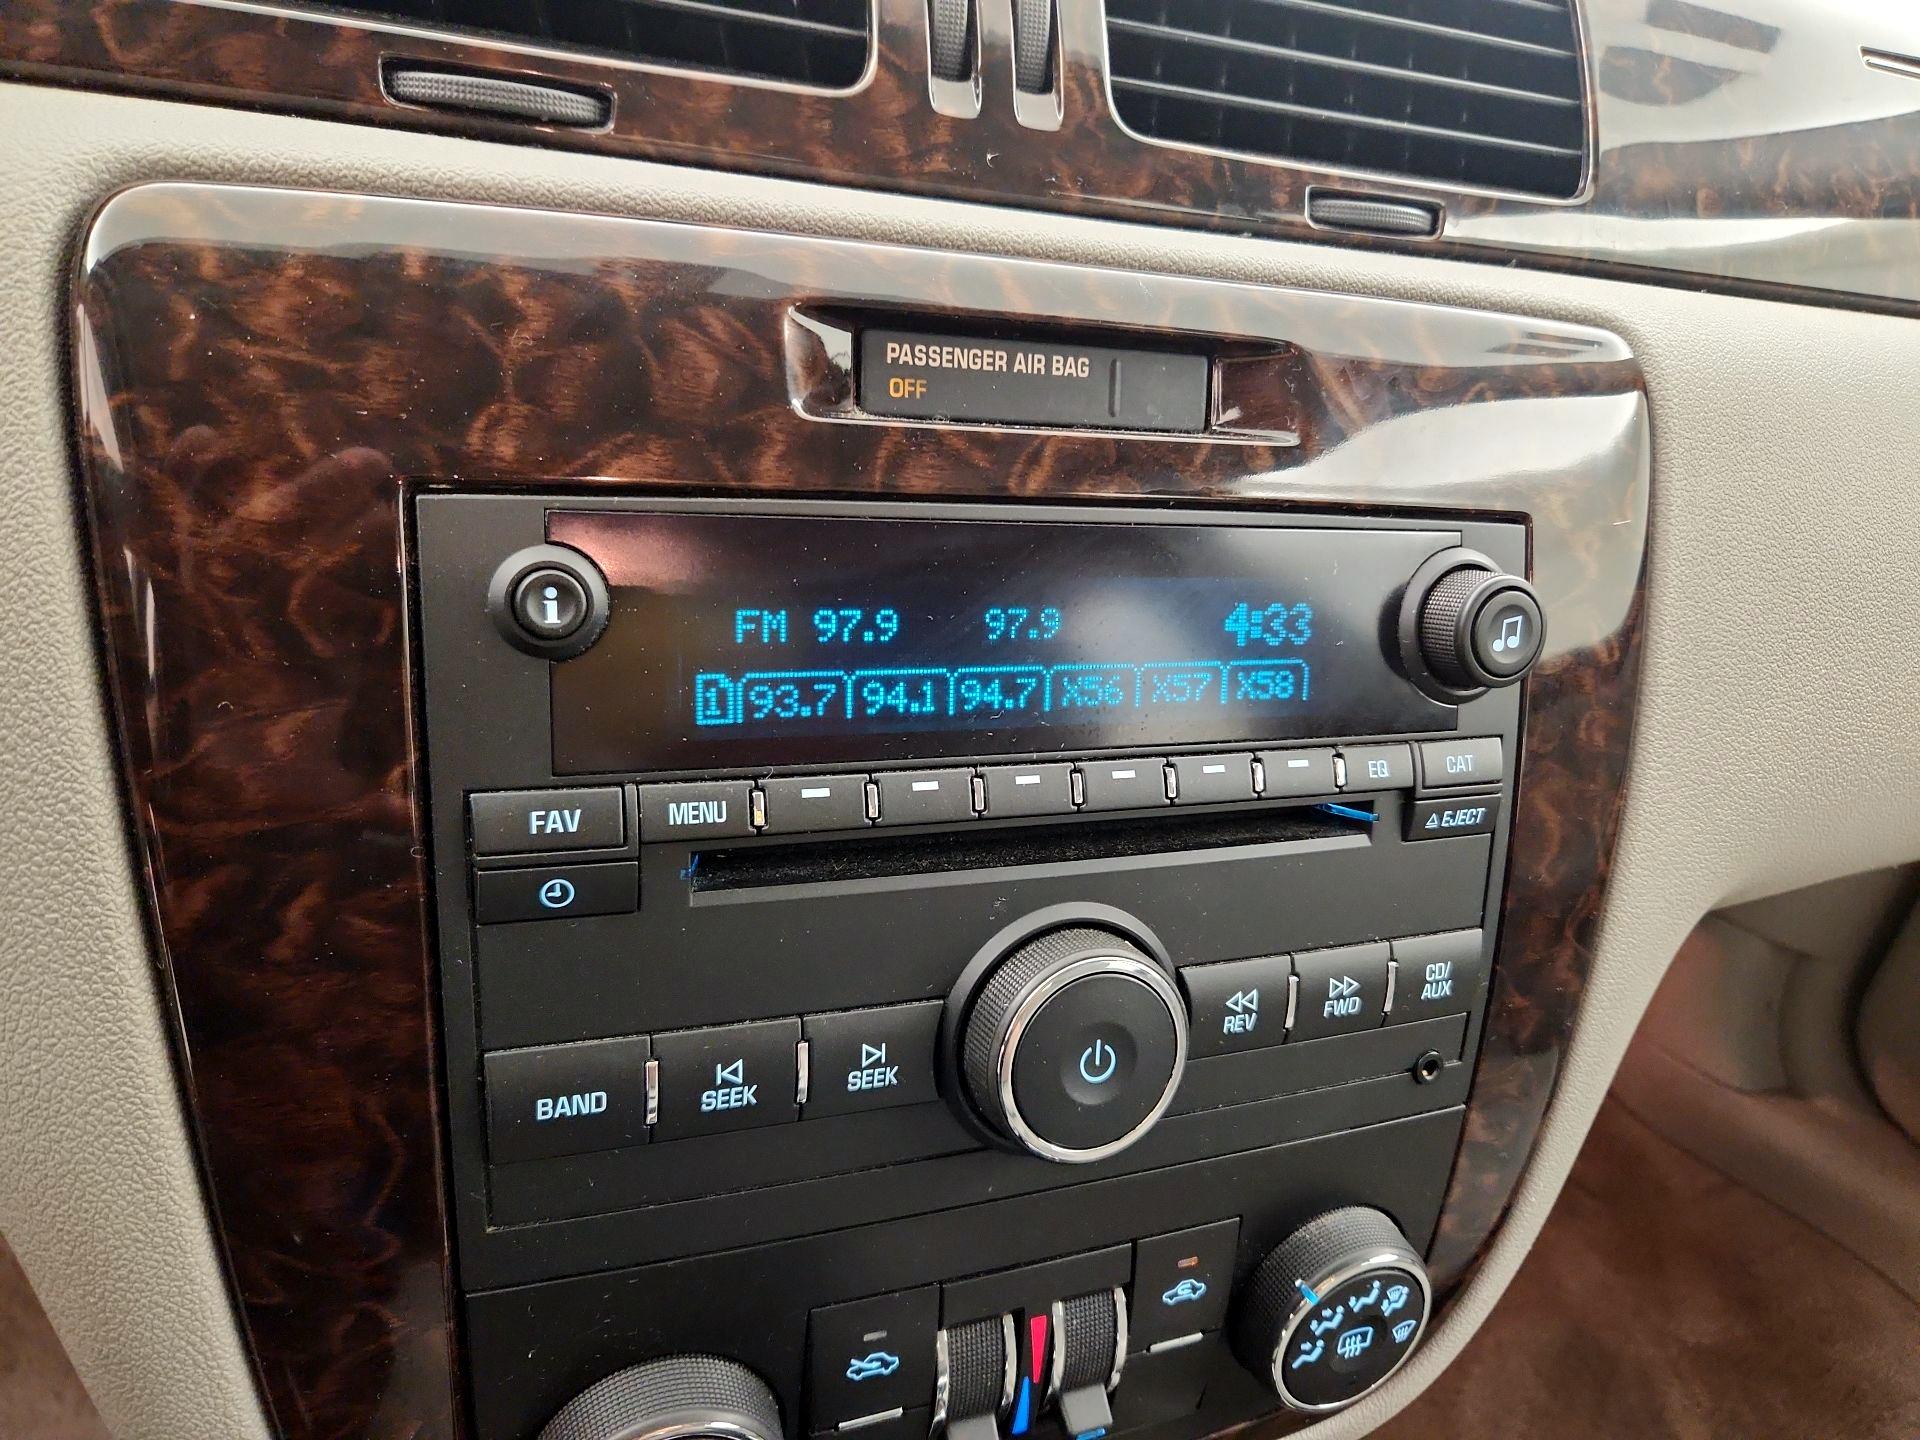 PASSENGER AIR BAG
OFF
i
FM 97.9 97.9 4:33
1 93.7 94.1 94.7 X56 X57 X58
FAV MENU EQ CAT
EJECT
BAND SEEK SEEK REV FWD CD/
AUX